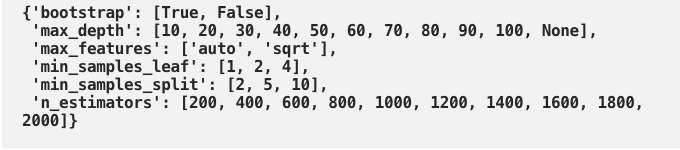 {'bootstrap': [True, False],
 'max_depth': [10, 20, 30, 40, 50, 60, 70, 80, 90, 100, None],
 'max_features': ['auto', 'sqrt'],
 'min_samples_leaf': [1, 2, 4],
 'min_samples_split': [2, 5, 10],
 'n_estimators': [200, 400, 600, 800, 1000, 1200, 1400, 1600, 1800,
2000]}